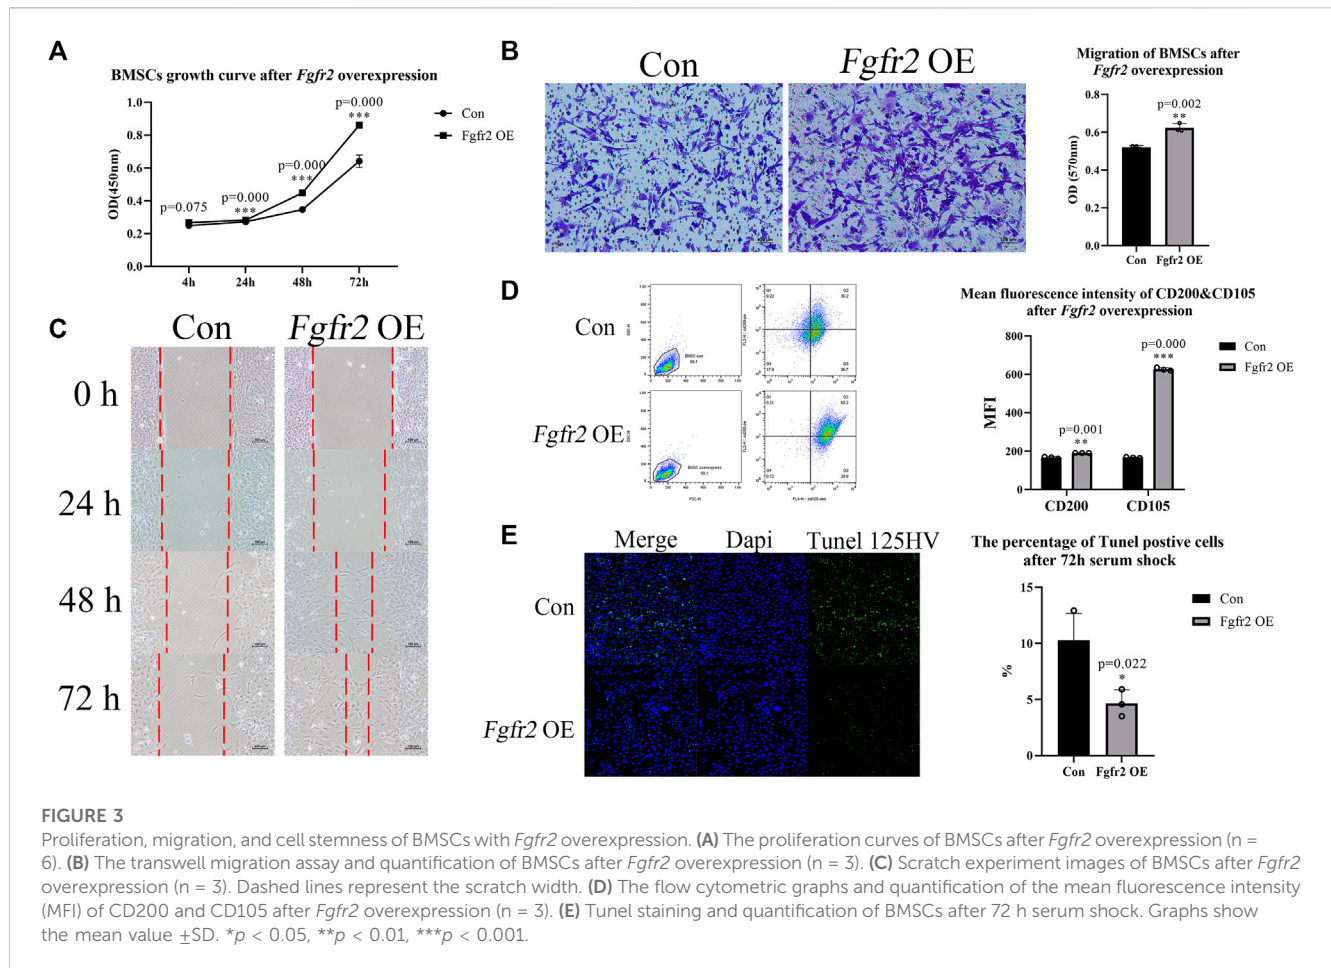 A
BMSCs growth curve after Fgfr2 overexpression
OD(450nm)
1.0
0.8
0.6
0.4
0.2
0.0
p=0.075
p=0.000
***
p=0.000
***
p=0.000
***
4h
24h
48h
72h
Con
Fgfr2 OE
B
Con
Fgfr2 OE
Migration of BMSCs after
Fgfr2 overexpression
OD (570nm)
0.8
0.6
0.4
0.2
0.0
p=0.002
**
Con
Fgfr2 OE
C
Con
Fgfr2 OE
0 h
24 h
48 h
72 h
D
Con
Fgfr2 OE
FSC-H
Mean fluorescence intensity of CD200&CD105
after Fgfr2 overexpression
MFI
800
600
400
200
0
p=0.001
**
p=0.000
***
CD200
CD105
Con
Fgfr2 OE
E
Merge
Dapi
Tunel 125HV
Con
Fgfr2 OE
The percentage of Tunel postive cells
after 72h serum shock
%
15
10
5
0
p=0.022
*
Con
Fgfr2 OE
Con
Fgfr2 OE
FIGURE 3
Proliferation, migration, and cell stemness of BMSCs with Fgfr2 overexpression. (A) The proliferation curves of BMSCs after Fgfr2 overexpression (n =
6). (B) The transwell migration assay and quantification of BMSCs after Fgfr2 overexpression (n = 3). (C) Scratch experiment images of BMSCs after Fgfr2
overexpression (n = 3). Dashed lines represent the scratch width. (D) The flow cytometric graphs and quantification of the mean fluorescence intensity
(MFI) of CD200 and CD105 after Fgfr2 overexpression (n = 3). (E) Tunel staining and quantification of BMSCs after 72 h serum shock. Graphs show
the mean value ±SD. *p < 0.05, **p < 0.01, ***p < 0.001.